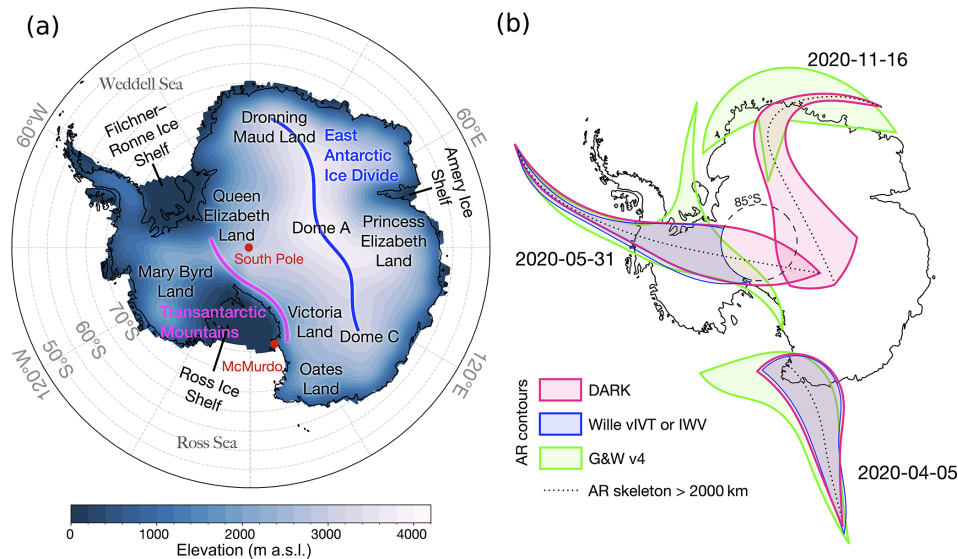 (a)
Weddell Sea
60°W
Filchner–
Ronne Ice
Shelf
Dronning
Maud Land
East
Antarctic
Ice Divide
60°E
Amery Ice
Shelf
Queen
Elizabeth
Land
Dome A
Princess
Elizabeth
Land
South Pole
Mary Byrd
Land
Transantarctic
Mountains
Victoria
Land
Dome C
70°S
60°S
50°S
120°W
McMurdo
Ross Ice
Shelf
Oates
Land
120°E
Ross Sea
0
1000
2000
3000
4000
Elevation (m a.s.l.)
(b)
2020-11-16
85°S
2020-05-31
AR contours
DARK
Wille vIVT or IWV
G&W v4
AR skeleton > 2000 km
2020-04-05